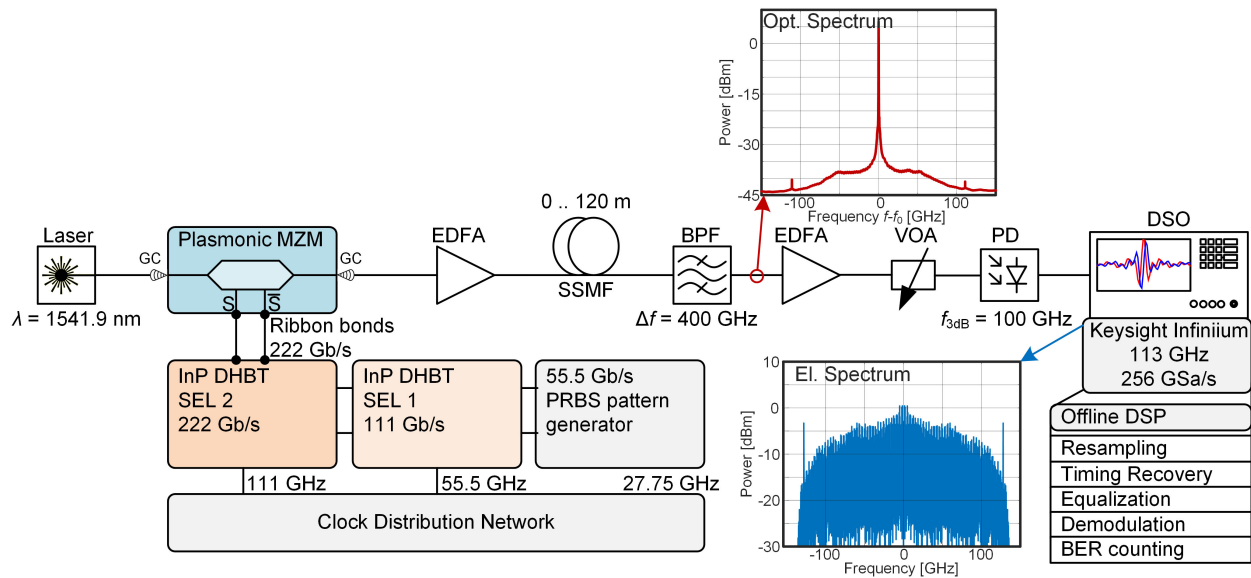 Opt. Spectrum
0
-15
-30
-45
Power [dBm]
-100
0
100
Frequency f-f₀ [GHz]
Laser
λ = 1541.9 nm
GC
Plasmonic MZM
GC
S
S̅
EDFA
0 .. 120 m
SSMF
BPF
Δf = 400 GHz
EDFA
VOA
PD
f3dB = 100 GHz
DSO
Keysight Infiniium
113 GHz
256 GSa/s
Ribbon bonds
222 Gb/s
InP DHBT
SEL 2
222 Gb/s
InP DHBT
SEL 1
111 Gb/s
55.5 Gb/s
PRBS pattern
generator
111 GHz
55.5 GHz
27.75 GHz
Clock Distribution Network
El. Spectrum
10
0
-10
-20
-30
Power [dBm]
-100
0
100
Frequency [GHz]
Offline DSP
Resampling
Timing Recovery
Equalization
Demodulation
BER counting